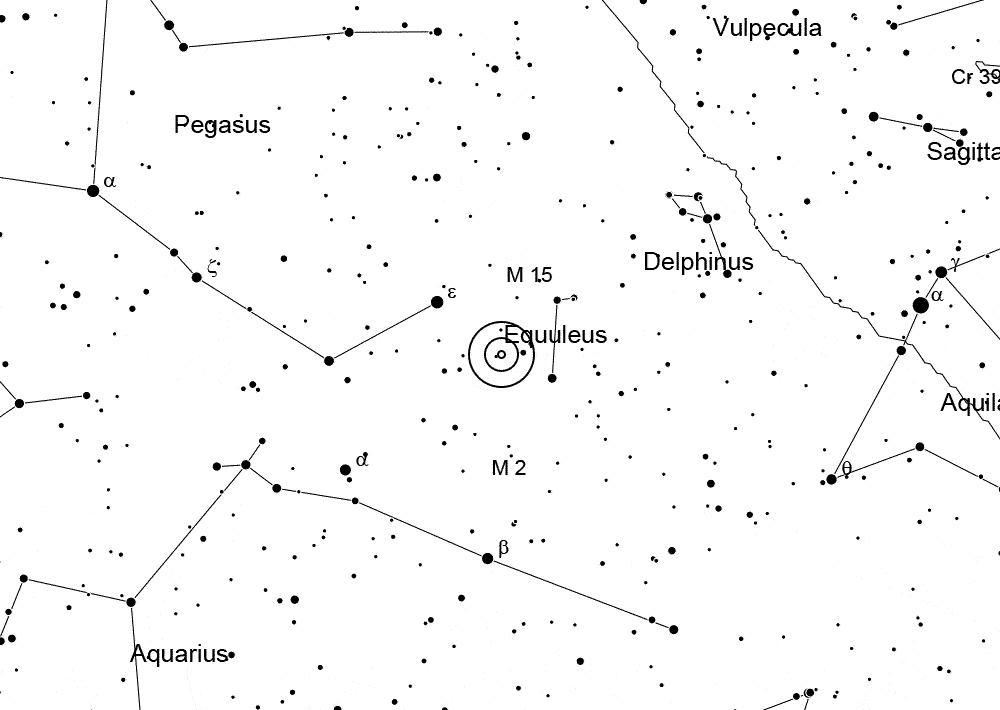 Vulpecula
Cr 39
Pegasus
Sagitta
α
ζ
ε
Delphinus
γ
M 15
α
Equuleus
Aquila
α
M 2
θ
β
Aquarius